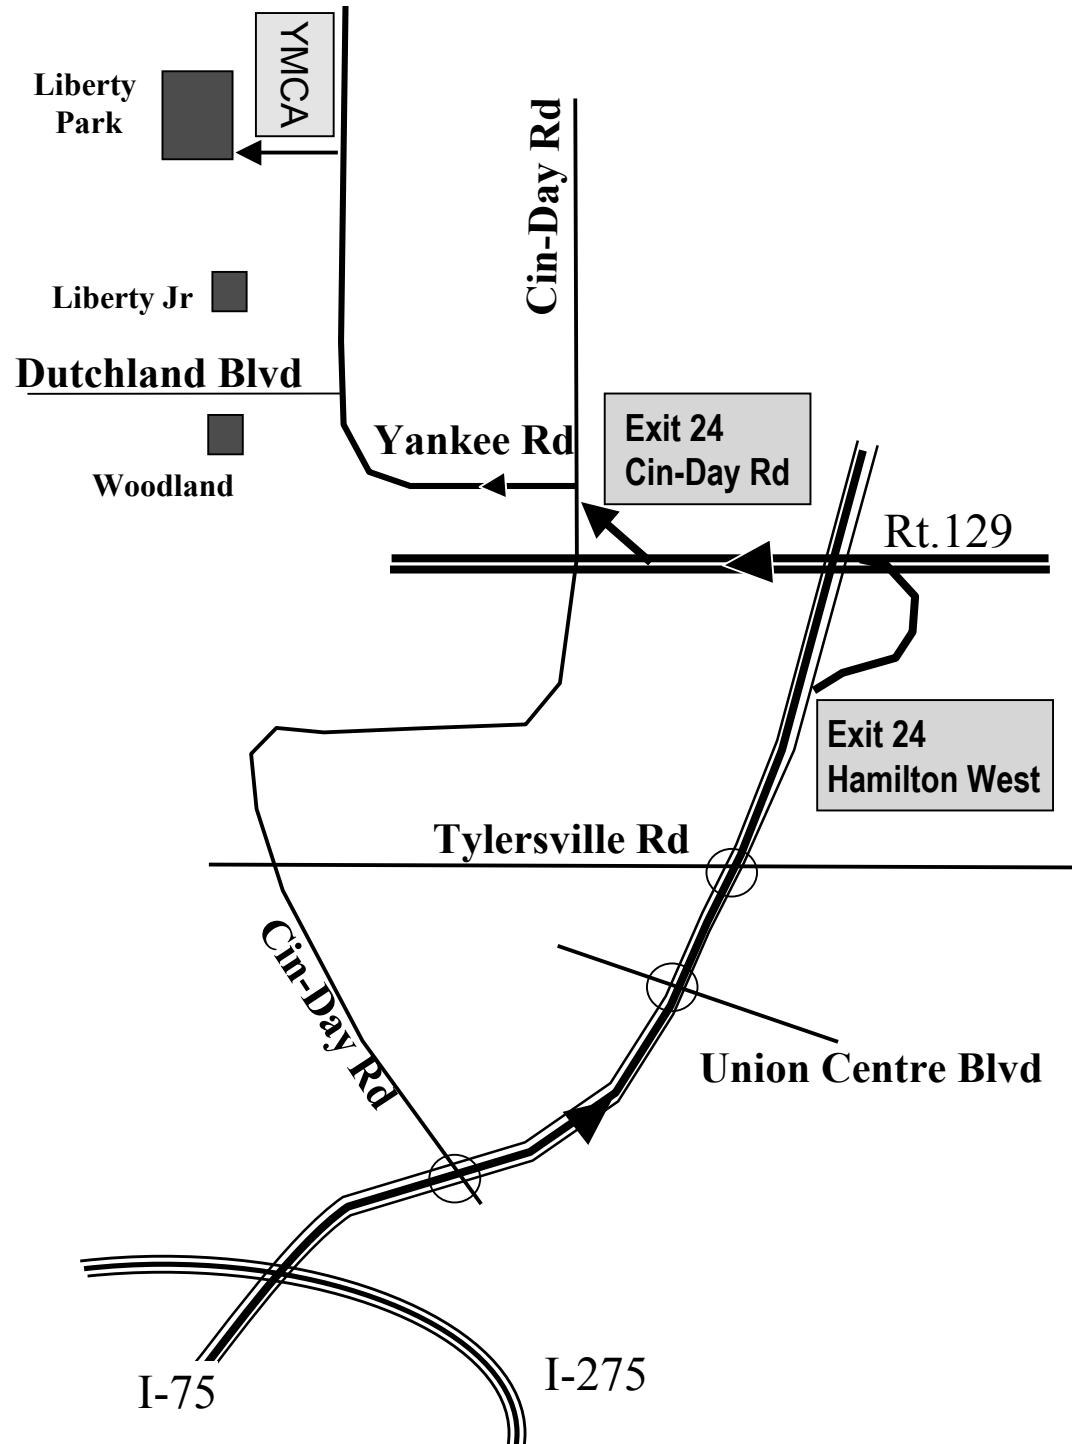 YMCA
Liberty
Park
Cin-Day Rd
Liberty Jr
Dutchland Blvd
Exit 24
Cin-Day Rd
Yankee Rd
Woodland
Rt.129
Exit 24
Hamilton West
Tylersville Rd
Cin-Day Rd
Union Centre Blvd
I-275
I-75